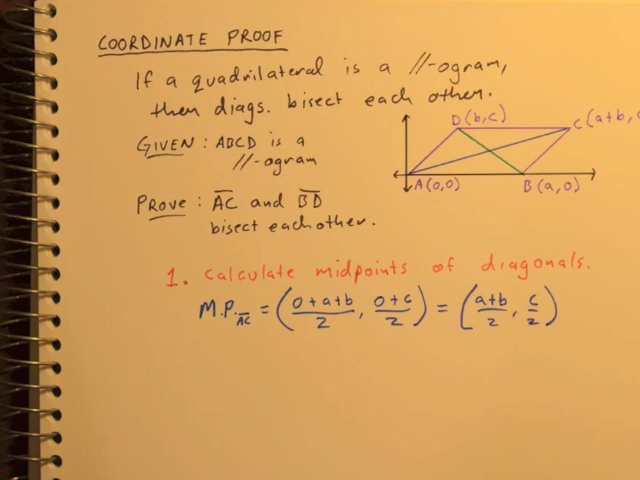 COORDINATE PROOF
If a quadrilateral is a //-ogram,
then diags. bisect each other.
GIVEN : ABCD is a
//-ogram
PROVE : AC and BD
bisect each other.
D(b,c)
C(a+b,
A(0,0)
B(a,0)
1. Calculate midpoints of diagonals.
M.P. AC = (0+a+b/2, 0+c/2) = (a+b/2, c/2)